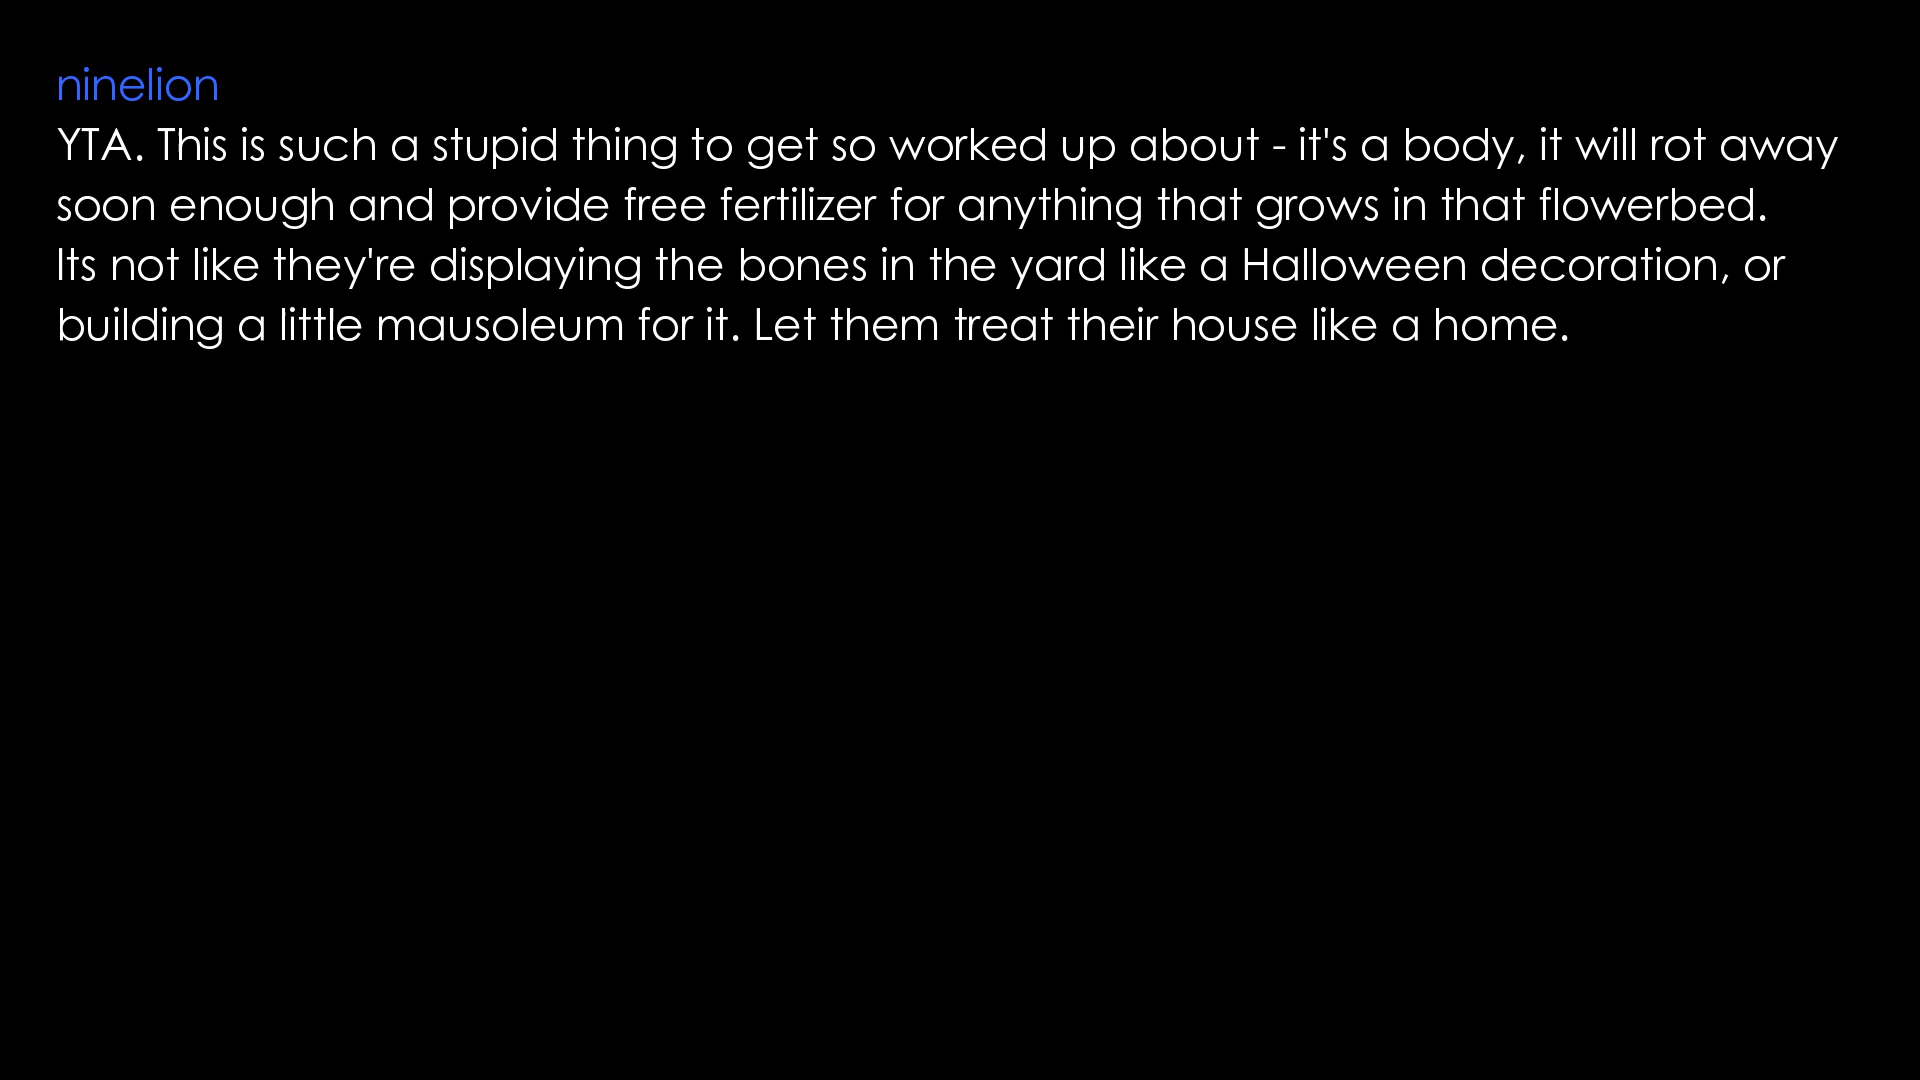 ninelion
YTA. This is such a stupid thing to get so worked up about - it's a body, it will rot away
soon enough and provide free fertilizer for anything that grows in that flowerbed.
Its not like they're displaying the bones in the yard like a Halloween decoration, or
building a little mausoleum for it. Let them treat their house like a home.